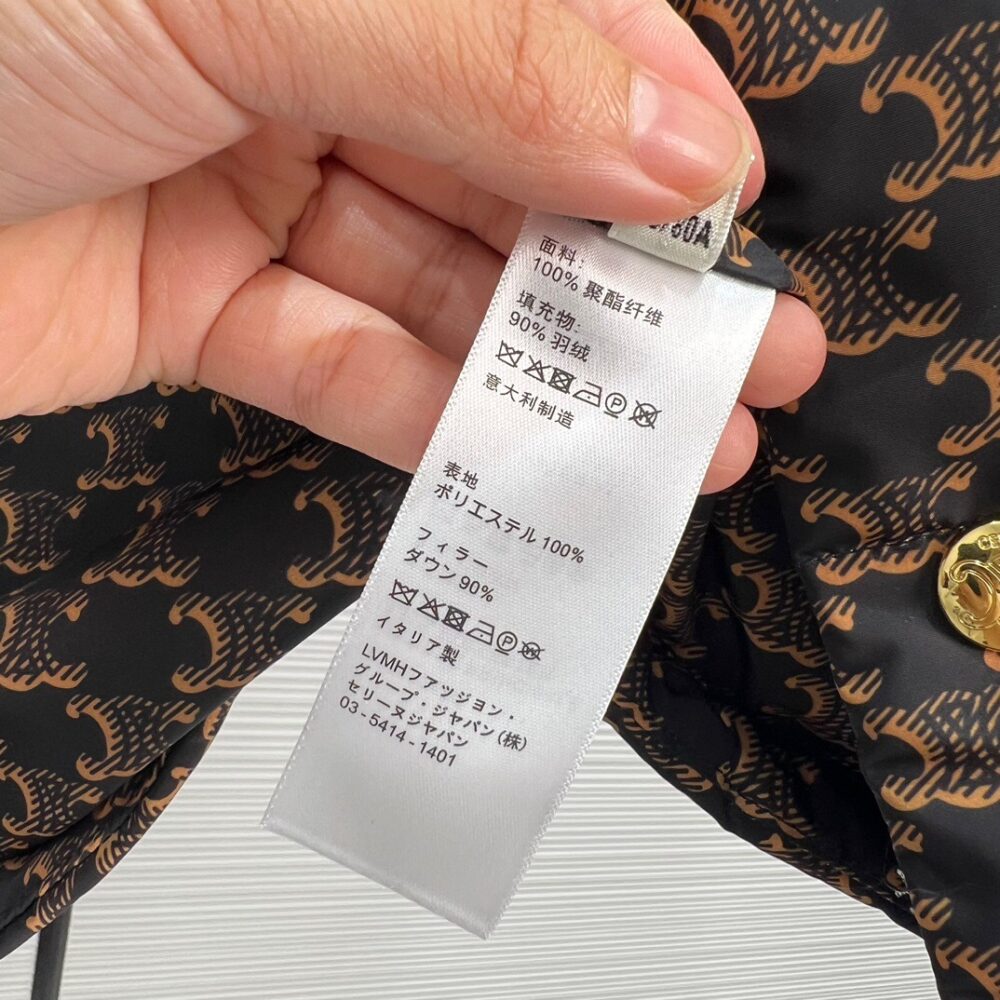 60A
面料:
100% 聚酯纤维
填充物:
90% 羽绒
意大利制造
表地
ポリエステル 100%
フィラー
ダウン 90%
イタリア製
LVMHファッジョン・
グループ・ジャパン(株)
セリーヌジャパン
03-5414-1401
CE